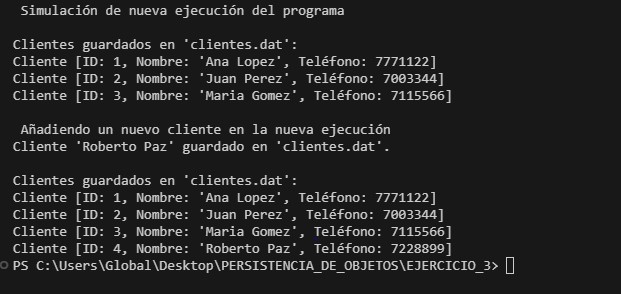 Simulación de nueva ejecución del programa
Clientes guardados en 'clientes.dat':
Cliente [ID: 1, Nombre: 'Ana Lopez', Teléfono: 7771122]
Cliente [ID: 2, Nombre: 'Juan Perez', Teléfono: 7003344]
Cliente [ID: 3, Nombre: 'Maria Gomez', Teléfono: 7115566]
Añadiendo un nuevo cliente en la nueva ejecución
Cliente 'Roberto Paz' guardado en 'clientes.dat'.
Clientes guardados en 'clientes.dat':
Cliente [ID: 1, Nombre: 'Ana Lopez', Teléfono: 7771122]
Cliente [ID: 2, Nombre: 'Juan Perez', Teléfono: 7003344]
Cliente [ID: 3, Nombre: 'Maria Gomez', Teléfono: 7115566]
Cliente [ID: 4, Nombre: 'Roberto Paz', Teléfono: 7228899]
PS C:\Users\Global\Desktop\PERSISTENCIA_DE_OBJETOS\EJERCICIO_3>